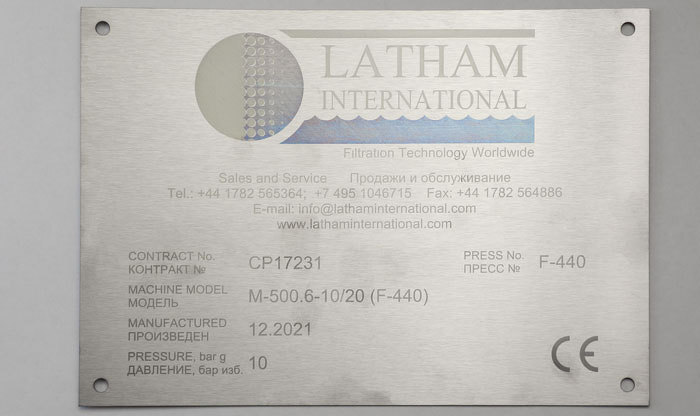 LATHAM
INTERNATIONAL
Filtration Technology Worldwide
Sales and Service Продажи и обслуживание
Tel.: +44 1782 565364; +7 495 1046715 Fax: +44 1782 564886
E-mail: info@lathaminternational.com
www.lathaminternational.com
CONTRACT No.
КОНТРАКТ №
CP17231
PRESS No.
ПРЕСС №
F-440
MACHINE MODEL
МОДЕЛЬ
M-500.6-10/20 (F-440)
MANUFACTURED
ПРОИЗВЕДЕН
12.2021
PRESSURE, bar g
ДАВЛЕНИЕ, бар изб.
10
CE